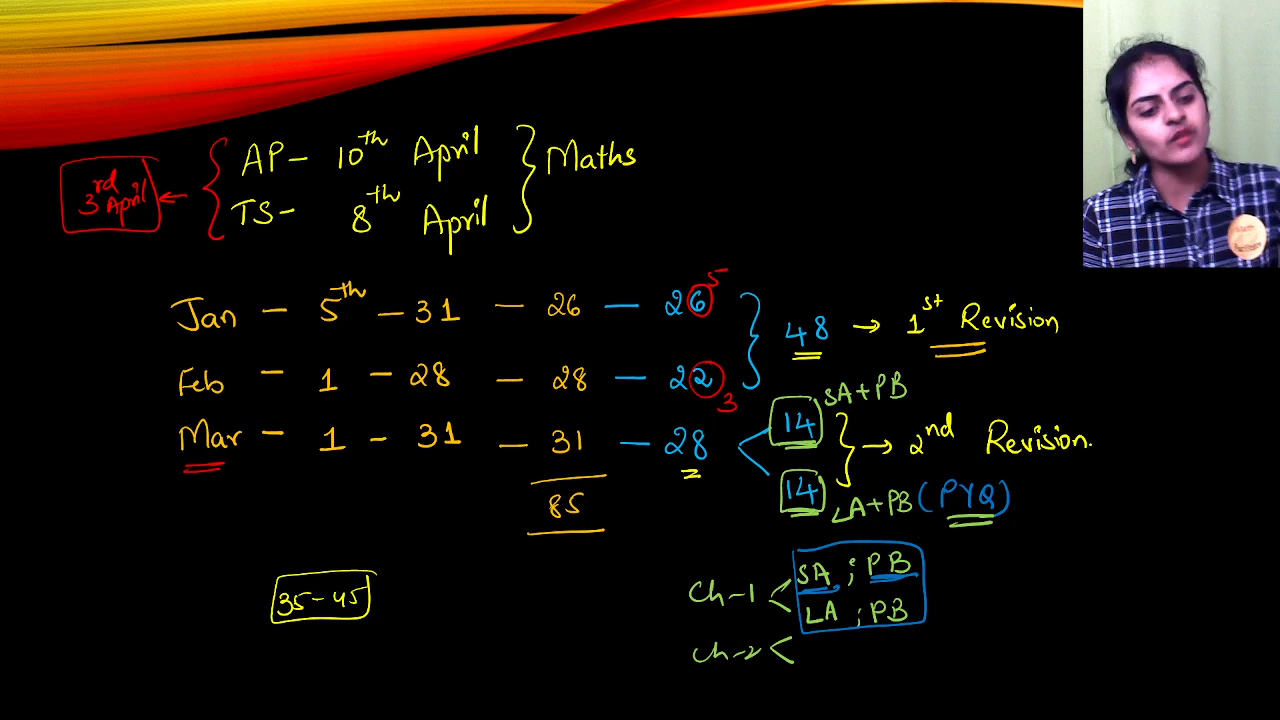 AP - 10th April
TS - 8th April
Maths
3rd April
Jan - 5th - 31 - 26 - 26 5
Feb - 1 - 28 - 28 - 22 3
48 → 1st Revision
Mar - 1 - 31 - 31 - 28
14 SA + PB
14 LA + PB (PYQ)
→ 2nd Revision.
85
35 - 45
Ch-1 < SA ; PB
LA ; PB
Ch-2 <